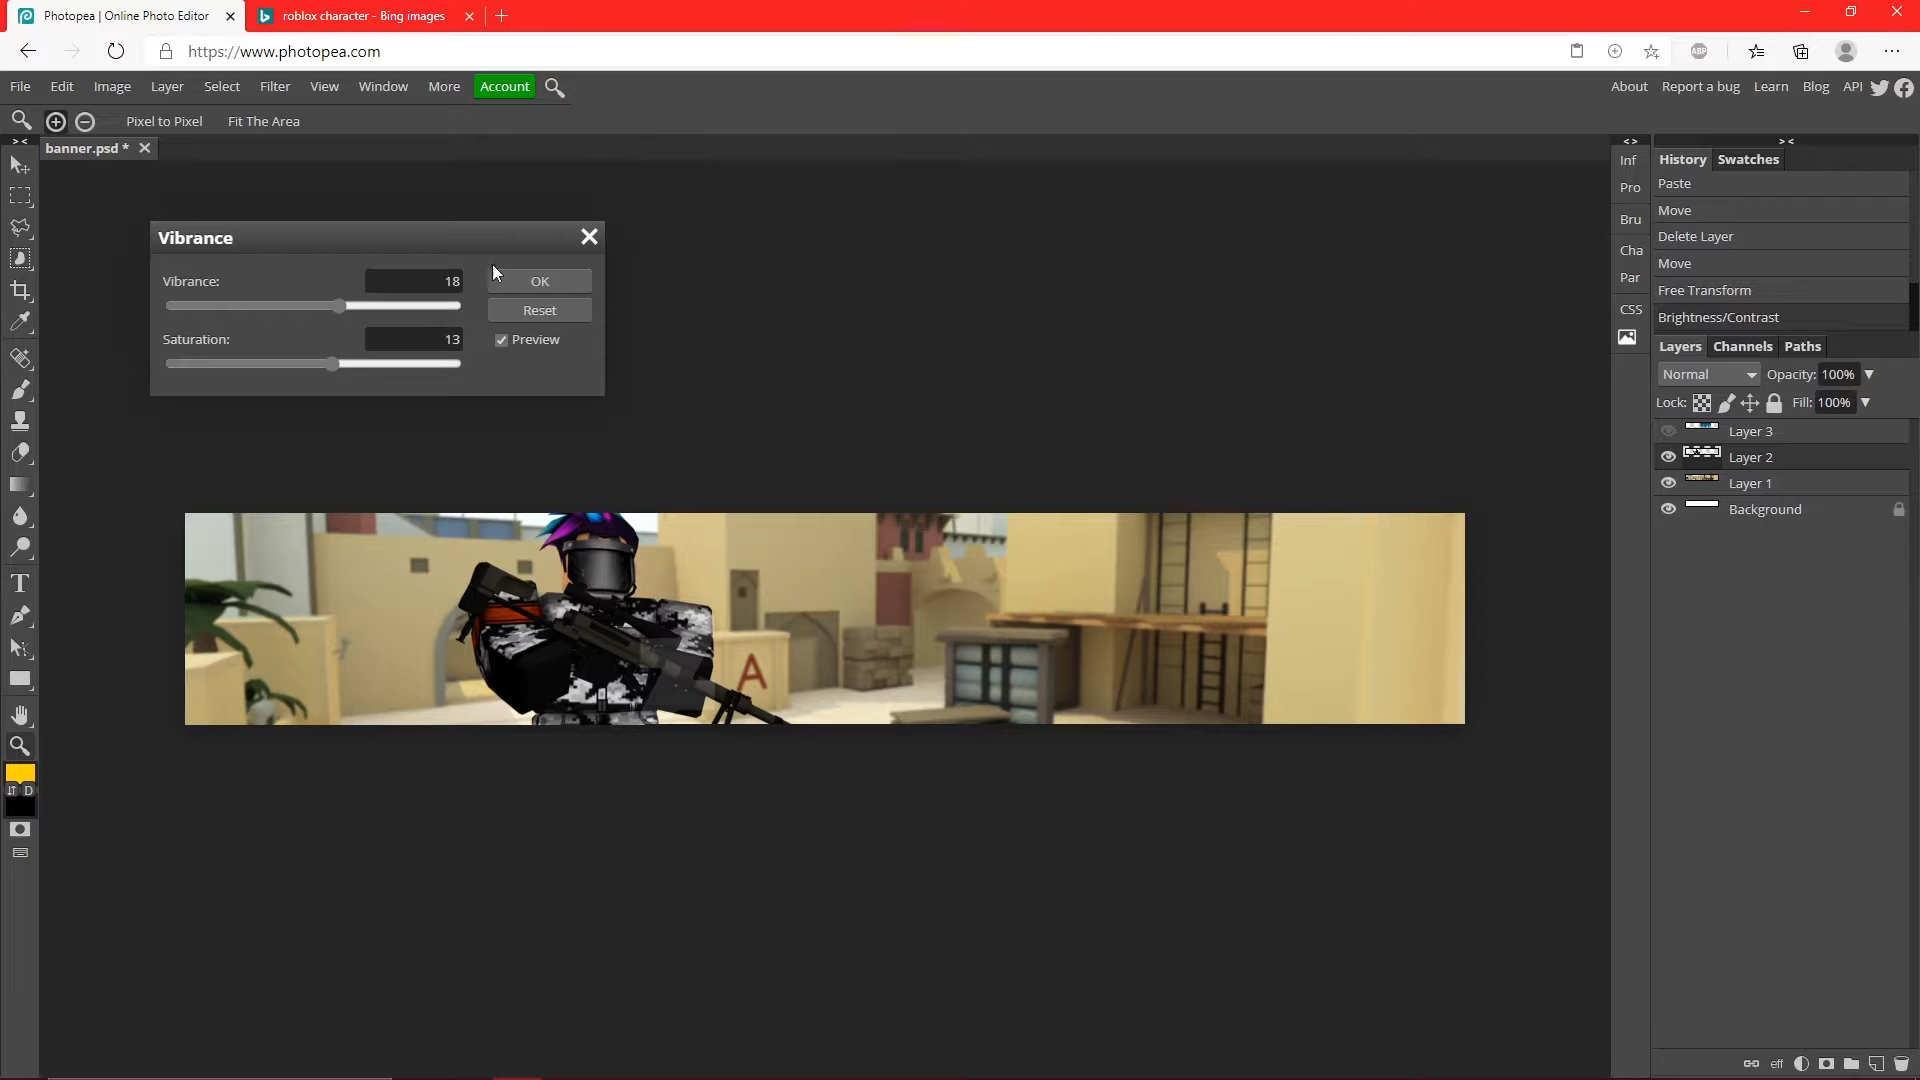 Photopea | Online Photo Editor
roblox character - Bing images
https://www.photopea.com
ABP
File Edit Image Layer Select Filter View Window More Account
About Report a bug Learn Blog API
Pixel to Pixel Fit The Area
banner.psd *
Vibrance
Vibrance: 18
OK
Reset
Saturation: 13
Preview
A
D
Inf
Pro
Bru
Cha
Par
CSS
History Swatches
Paste
Move
Delete Layer
Move
Free Transform
Brightness/Contrast
Layers Channels Paths
Normal Opacity: 100%
Lock: Fill: 100%
Layer 3
Layer 2
Layer 1
Background
eff